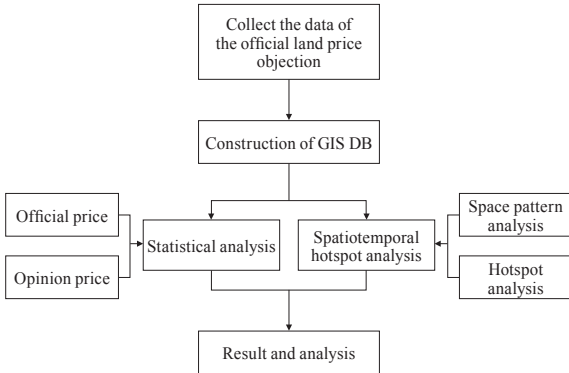 Collect the data of
the official land price
objection
Construction of GIS DB
Official price
Opinion price
Statistical analysis
Spatiotemporal
hotspot analysis
Space pattern
analysis
Hotspot
analysis
Result and analysis